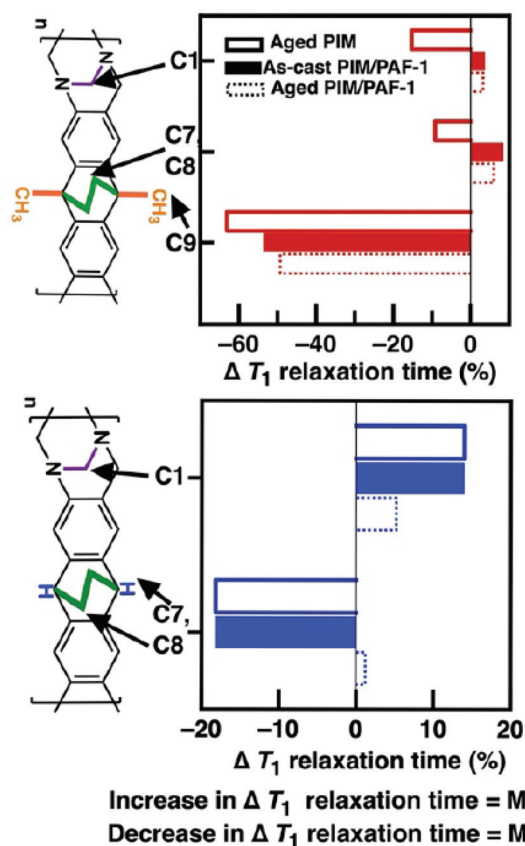 n
N
N
C1
C7,
C8
CH3
CH3
C9
Aged PIM
As-cast PIM/PAF-1
Aged PIM/PAF-1
−60 −40 −20 0
Δ T1 relaxation time (%)
n
N
N
C1
H
H
C7,
C8
−20 −10 0 10 20
Δ T1 relaxation time (%)
Increase in Δ T1 relaxation time = M
Decrease in Δ T1 relaxation time = M